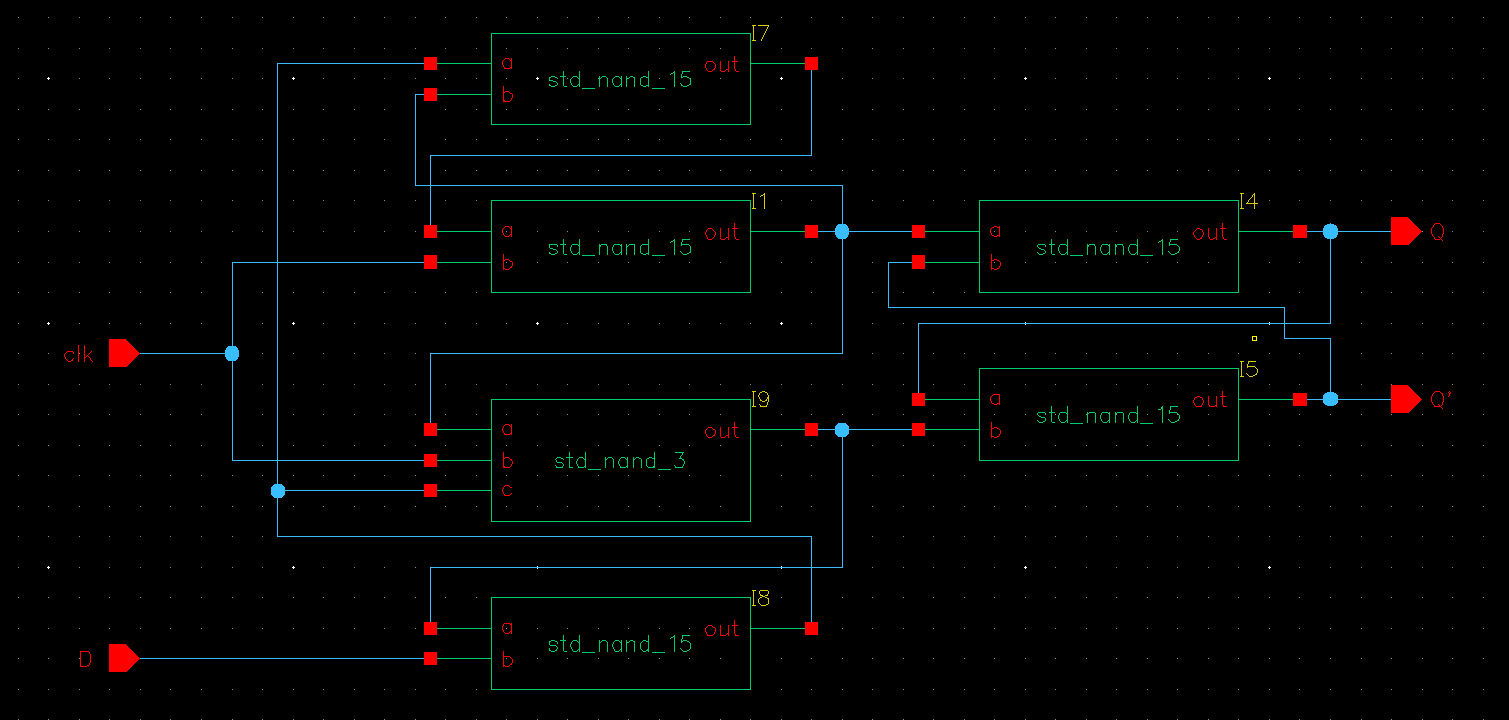 I7
a out
std_nand_15
b
I1
a out
std_nand_15
b
I4
a out
std_nand_15
b
Q
clk
I9
a out
b std_nand_3
c
I5
a out
std_nand_15
b
Q'
I8
a out
std_nand_15
b
D